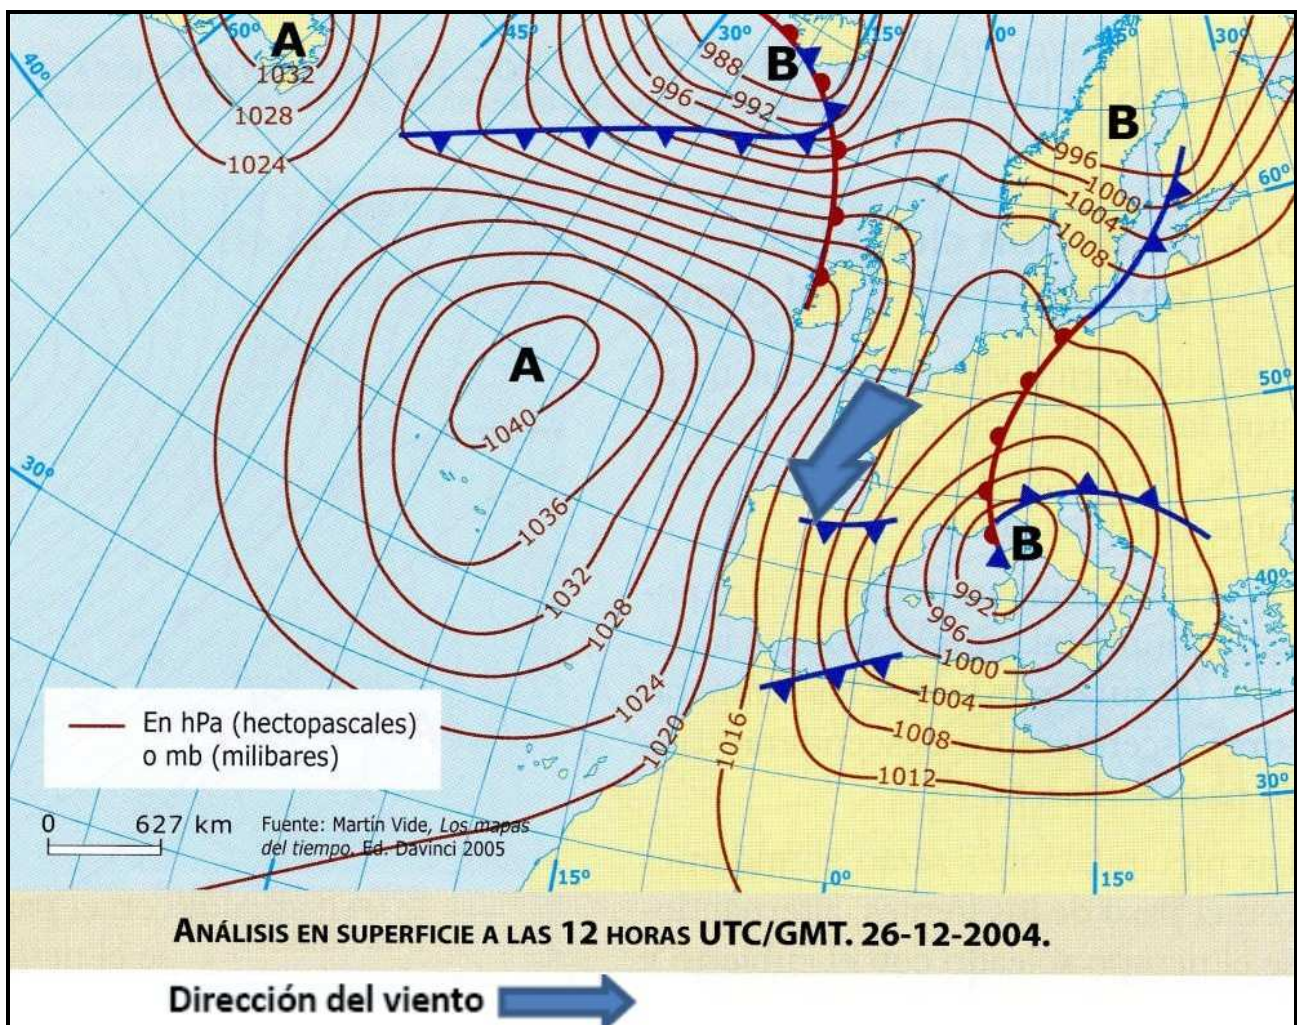 60º
45º
30º
15º
0º
15º
30º
40º
A
1032
1028
1024
988
B
996
992
B
996
1000
1004
1008
60º
A
1040
50º
30º
1036
1032
1028
1024
1020
1016
B
992
996
1000
1004
1008
1012
40º
30º
En hPa (hectopascales)
o mb (milibares)
0 627 km
Fuente: Martín Vide, Los mapas
del tiempo. Ed. Davinci 2005
15º
0º
15º
ANÁLISIS EN SUPERFICIE A LAS 12 HORAS UTC/GMT. 26-12-2004.
Dirección del viento